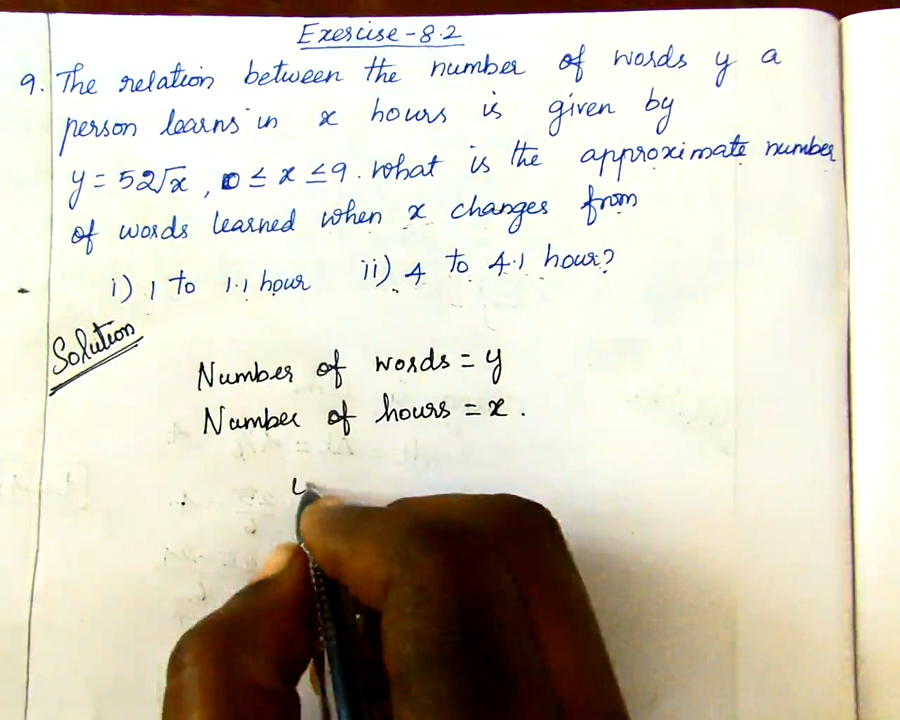 Exercise-8.2
9. The relation between the number of words y a
person learns in x hours is given by
y = 52√x , 0 ≤ x ≤ 9. What is the approximate number
of words learned when x changes from
i) 1 to 1.1 hour ii) 4 to 4.1 hour?
Solution
Number of words = y
Number of hours = x.